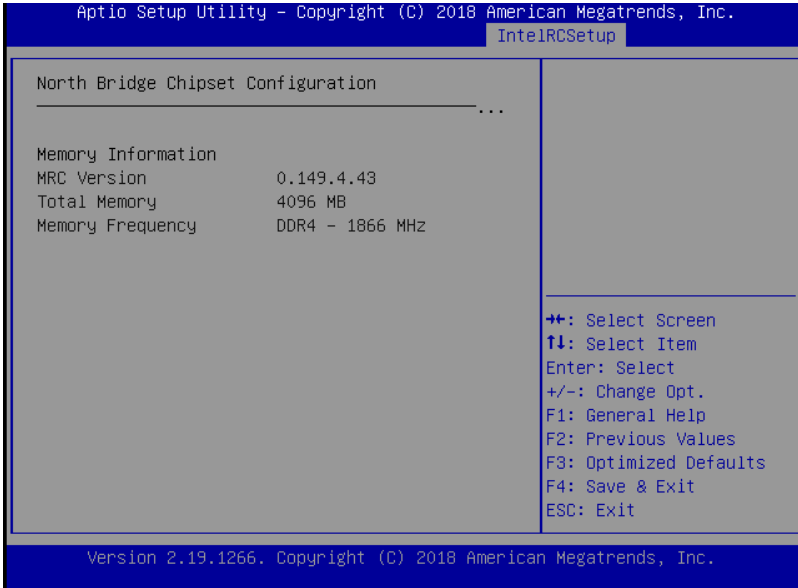 Aptio Setup Utility – Copyright (C) 2018 American Megatrends, Inc.
IntelRCSetup
North Bridge Chipset Configuration
...
Memory Information
MRC Version 0.149.4.43
Total Memory 4096 MB
Memory Frequency DDR4 – 1866 MHz
→←: Select Screen
↑↓: Select Item
Enter: Select
+/–: Change Opt.
F1: General Help
F2: Previous Values
F3: Optimized Defaults
F4: Save & Exit
ESC: Exit
Version 2.19.1266. Copyright (C) 2018 American Megatrends, Inc.